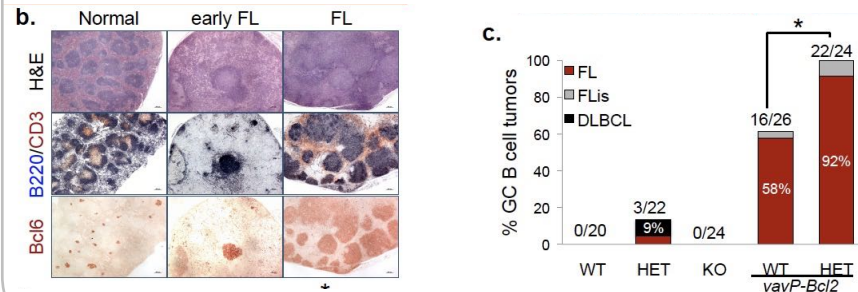 b.
Normal early FL FL
H&E
B220/CD3
Bcl6
*
c.
% GC B cell tumors
100
80
60
40
20
0
FL
FLis
DLBCL
*
22/24
16/26
3/22
0/20
0/24
9%
58%
92%
WT HET KO WT HET
vavP-Bcl2